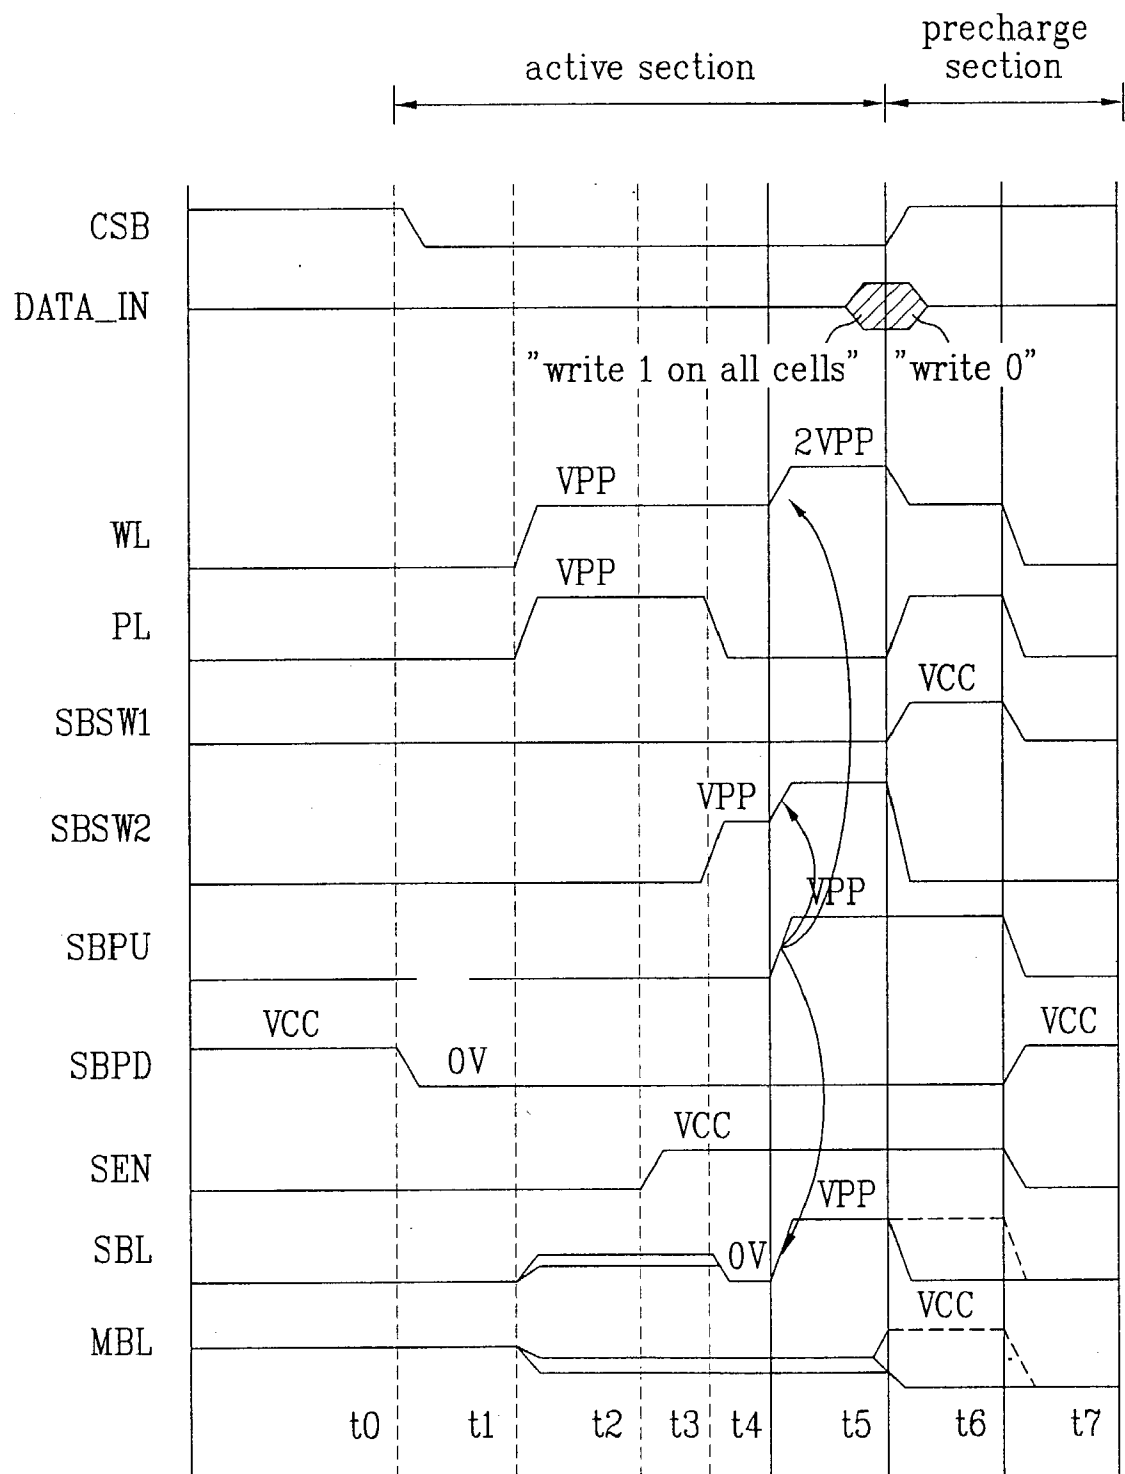 precharge
active section
section
CSB
DATA_IN
"write 1 on all cells" "write 0"
2VPP
VPP
WL
VPP
PL
VCC
SBSW1
VPP
SBSW2
VPP
SBPU
VCC
VCC
0V
SBPD
VCC
SEN
VPP
SBL
0V
VCC
MBL
t0 t1 t2 t3 t4 t5 t6 t7